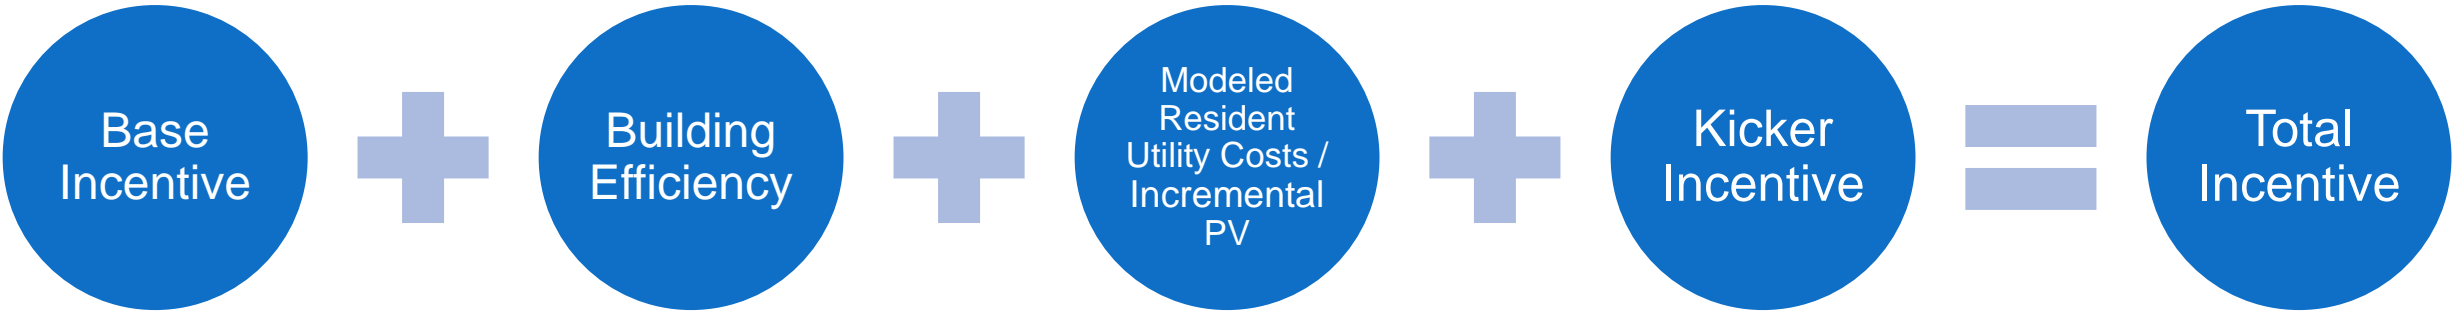 Base
Incentive
Building
Efficiency
Modeled
Resident
Utility Costs /
Incremental
PV
Kicker
Incentive
Total
Incentive